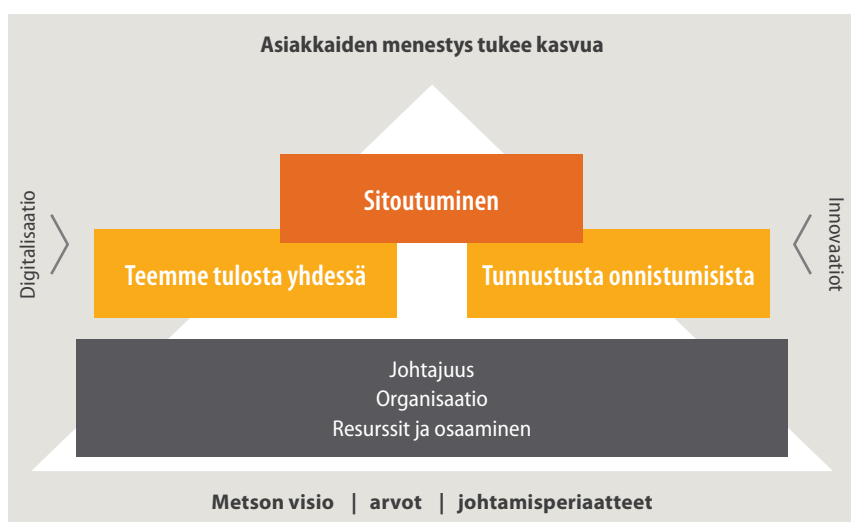 Asiakkaiden menestys tukee kasvua
Sitoutuminen
Digitalisaatio
Innovaatiot
Teemme tulosta yhdessä
Tunnustusta onnistumisista
Johtajuus
Organisaatio
Resurssit ja osaaminen
Metson visio | arvot | johtamisperiaatteet